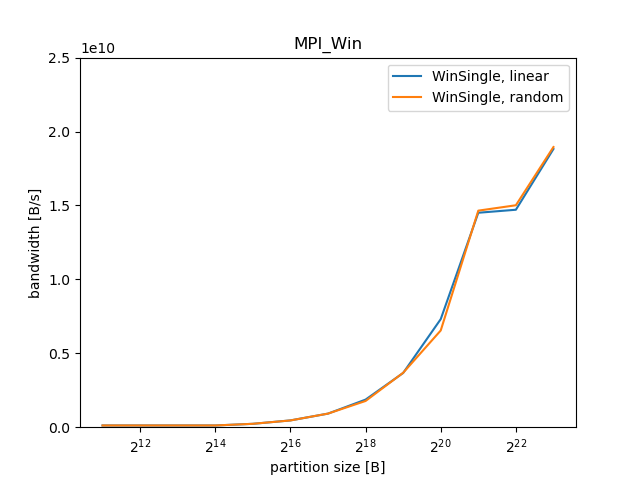 MPI_Win
1e10
2.5
2.0
1.5
1.0
0.5
0.0
bandwidth [B/s]
WinSingle, linear
WinSingle, random
2^12 2^14 2^16 2^18 2^20 2^22
partition size [B]